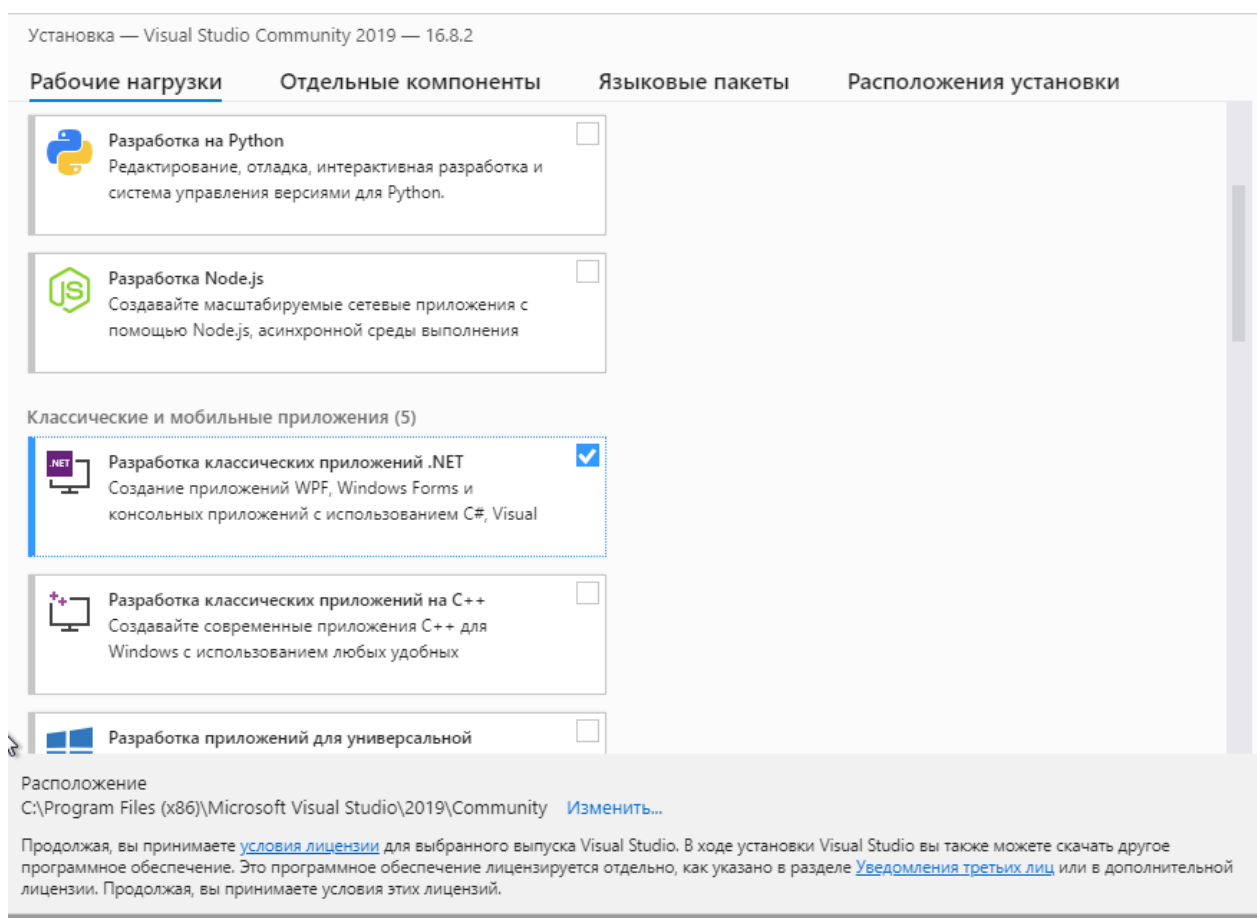 Установка — Visual Studio Community 2019 — 16.8.2
Рабочие нагрузки Отдельные компоненты Языковые пакеты Расположения установки
Разработка на Python
Редактирование, отладка, интерактивная разработка и
система управления версиями для Python.
JS
Разработка Node.js
Создавайте масштабируемые сетевые приложения с
помощью Node.js, асинхронной среды выполнения
Классические и мобильные приложения (5)
.NET
Разработка классических приложений .NET
Создание приложений WPF, Windows Forms и
консольных приложений с использованием C#, Visual
Разработка классических приложений на C++
Создавайте современные приложения C++ для
Windows с использованием любых удобных
Разработка приложений для универсальной
Расположение
C:\Program Files (x86)\Microsoft Visual Studio\2019\Community Изменить...
Продолжая, вы принимаете условия лицензии для выбранного выпуска Visual Studio. В ходе установки Visual Studio вы также можете скачать другое
программное обеспечение. Это программное обеспечение лицензируется отдельно, как указано в разделе Уведомления третьих лиц или в дополнительной
лицензии. Продолжая, вы принимаете условия этих лицензий.